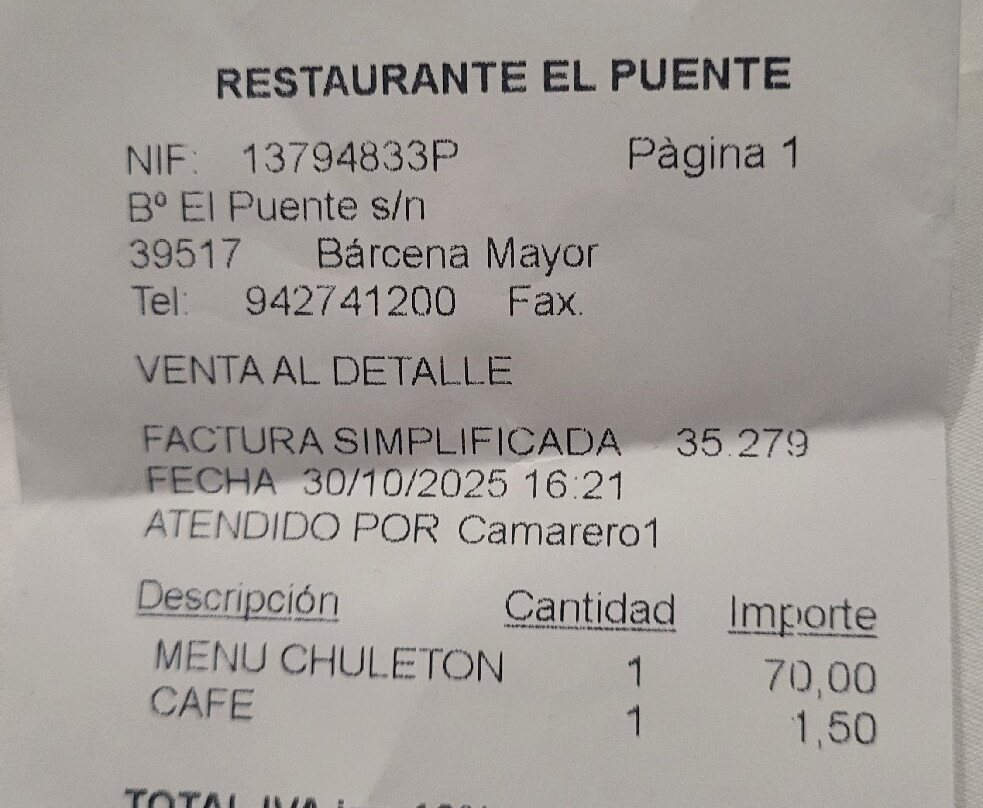 RESTAURANTE EL PUENTE
NIF: 13794833P Pàgina 1
Bº El Puente s/n
39517 Bárcena Mayor
Tel: 942741200 Fax.
VENTA AL DETALLE
FACTURA SIMPLIFICADA 35.279
FECHA 30/10/2025 16:21
ATENDIDO POR Camarero1
Descripción Cantidad Importe
MENU CHULETON 1 70,00
CAFE 1 1,50
TOTAL IVA